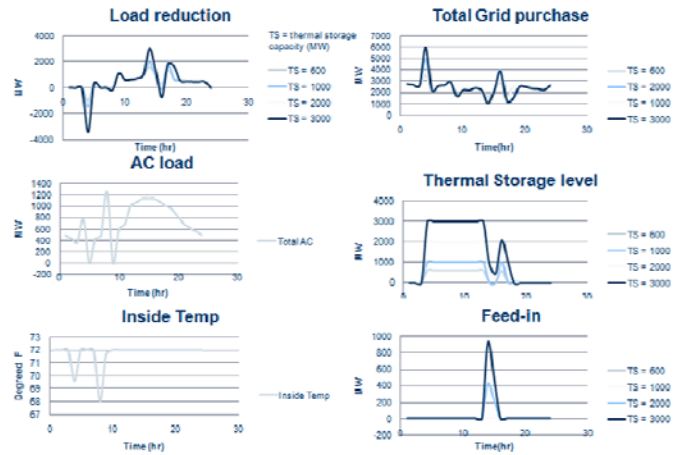 Load reduction
TS = thermal storage
capacity (MW)
4000
2000
0
-2000
-4000
MW
0
10
20
30
Time (hr)
TS = 600
TS = 1000
TS = 2000
TS = 3000
Total Grid purchase
7000
6000
5000
4000
3000
2000
1000
0
MW
0
10
20
30
Time(hr)
TS = 600
TS = 2000
TS = 1000
TS = 3000
AC load
1400
1200
1000
800
600
400
200
0
-200
MW
0
10
20
30
Time (hr)
Total AC
Thermal Storage level
4000
3000
2000
1000
0
MW
Time (hr)
TS = 600
TS = 1000
TS = 2000
TS = 3000
Inside Temp
73
72
71
70
69
68
67
Degreed F
0
10
20
30
Time (hr)
Inside Temp
Feed-in
1000
800
600
400
200
0
-200
MW
0
10
20
30
Time (hr)
TS = 600
TS = 1000
TS = 2000
TS = 3000